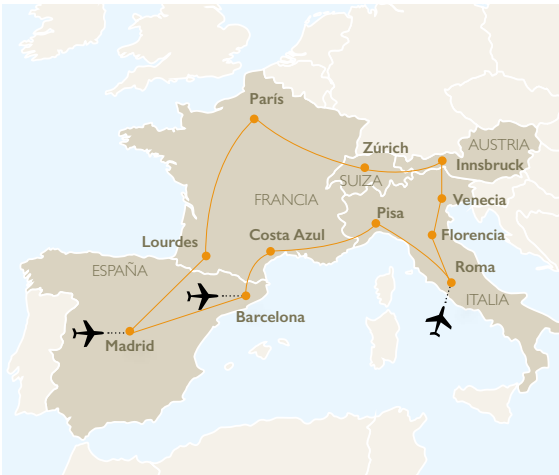 París
Zúrich
AUSTRIA
Innsbruck
SUIZA
FRANCIA
Venecia
Pisa
Costa Azul
Florencia
Lourdes
ESPAÑA
Roma
ITALIA
Barcelona
Madrid